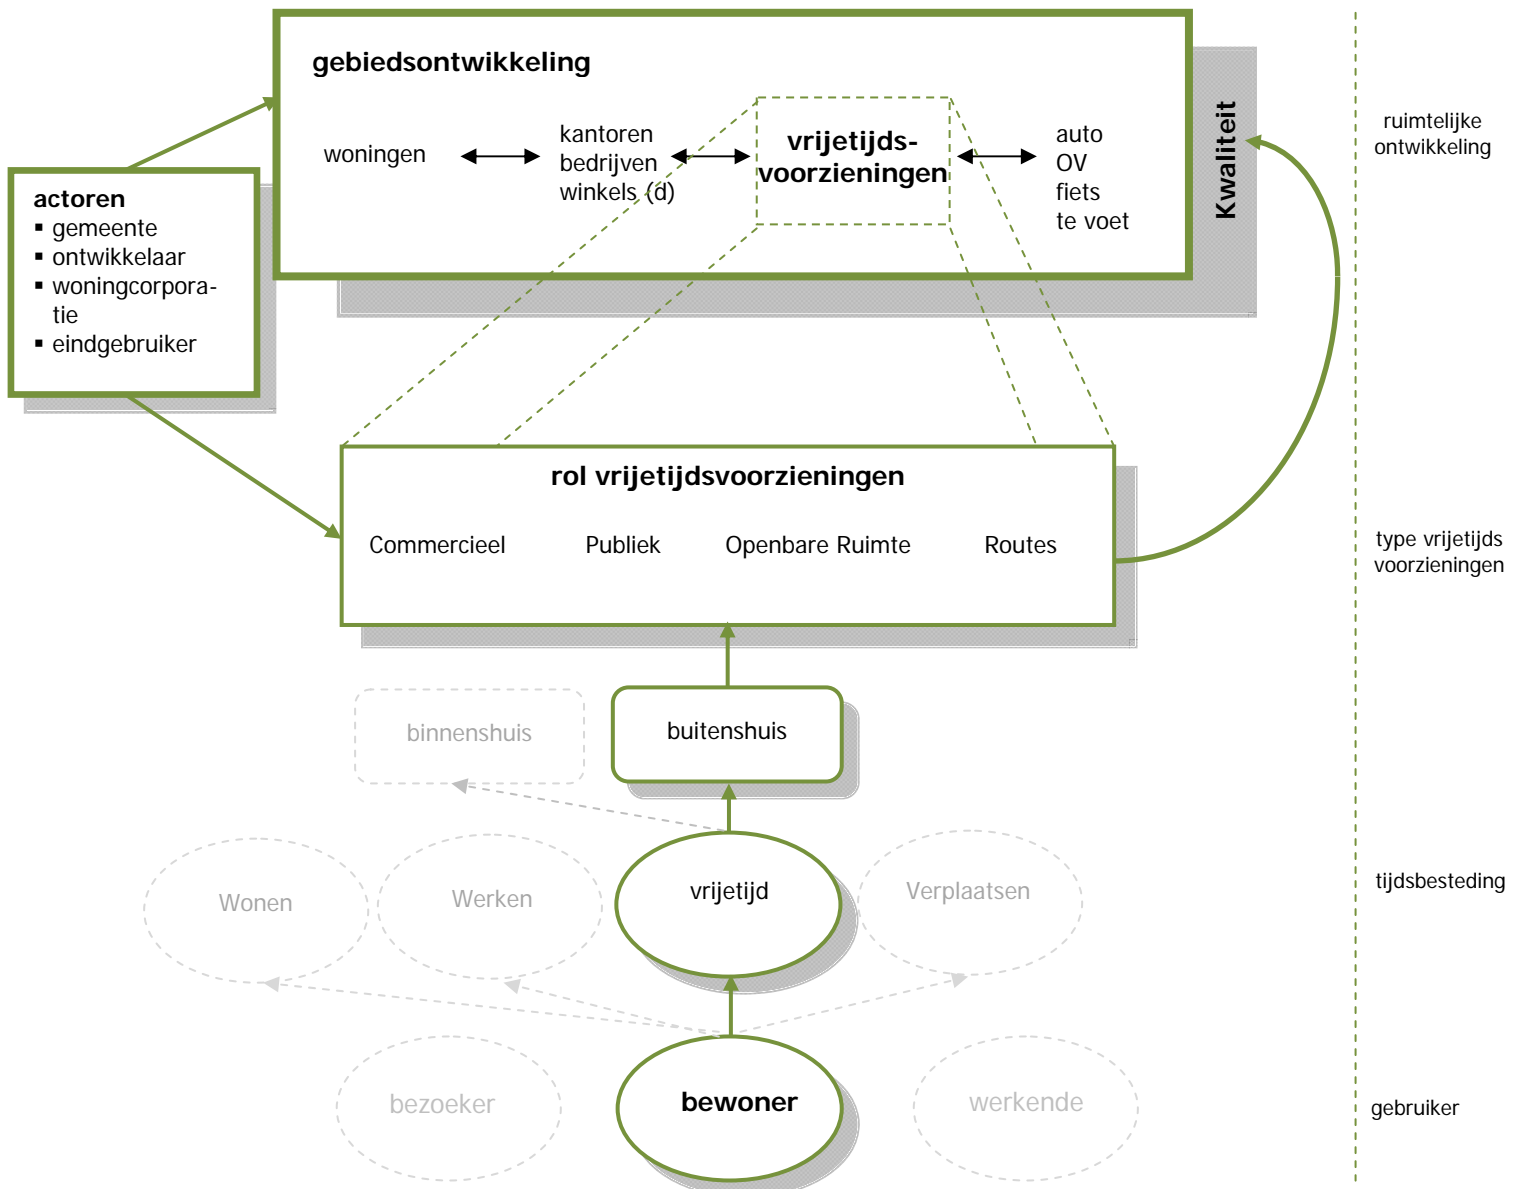 gebiedsontwikkeling
woningen
kantoren
bedrijven
winkels (d)
vrijetijds-
voorzieningen
auto
OV
fiets
te voet
Kwaliteit
ruimtelijke
ontwikkeling
actoren
▪ gemeente
▪ ontwikkelaar
▪ woningcorpora-
tie
▪ eindgebruiker
rol vrijetijdsvoorzieningen
Commercieel
Publiek
Openbare Ruimte
Routes
type vrijetijds
voorzieningen
binnenshuis
buitenshuis
Wonen
Werken
vrijetijd
Verplaatsen
tijdsbesteding
bezoeker
bewoner
werkende
gebruiker